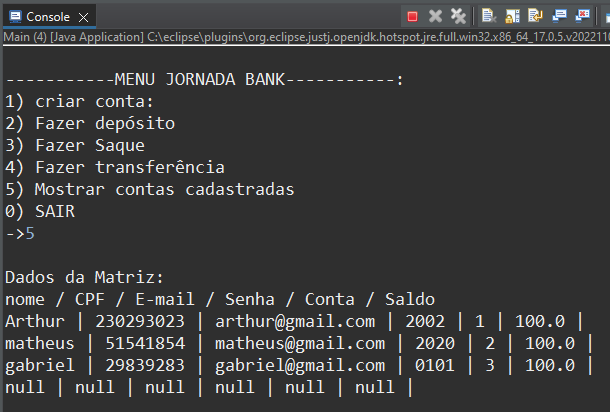 Console
Main (4) [Java Application] C:\eclipse\plugins\org.eclipse.justj.openjdk.hotspot.jre.full.win32.x86_64_17.0.5.v2022110
-----------MENU JORNADA BANK-----------:
1) criar conta:
2) Fazer depósito
3) Fazer Saque
4) Fazer transferência
5) Mostrar contas cadastradas
0) SAIR
->5
Dados da Matriz:
nome / CPF / E-mail / Senha / Conta / Saldo
Arthur | 230293023 | arthur@gmail.com | 2002 | 1 | 100.0 |
matheus | 51541854 | matheus@gmail.com | 2020 | 2 | 100.0 |
gabriel | 29839283 | gabriel@gmail.com | 0101 | 3 | 100.0 |
null | null | null | null | null | null |